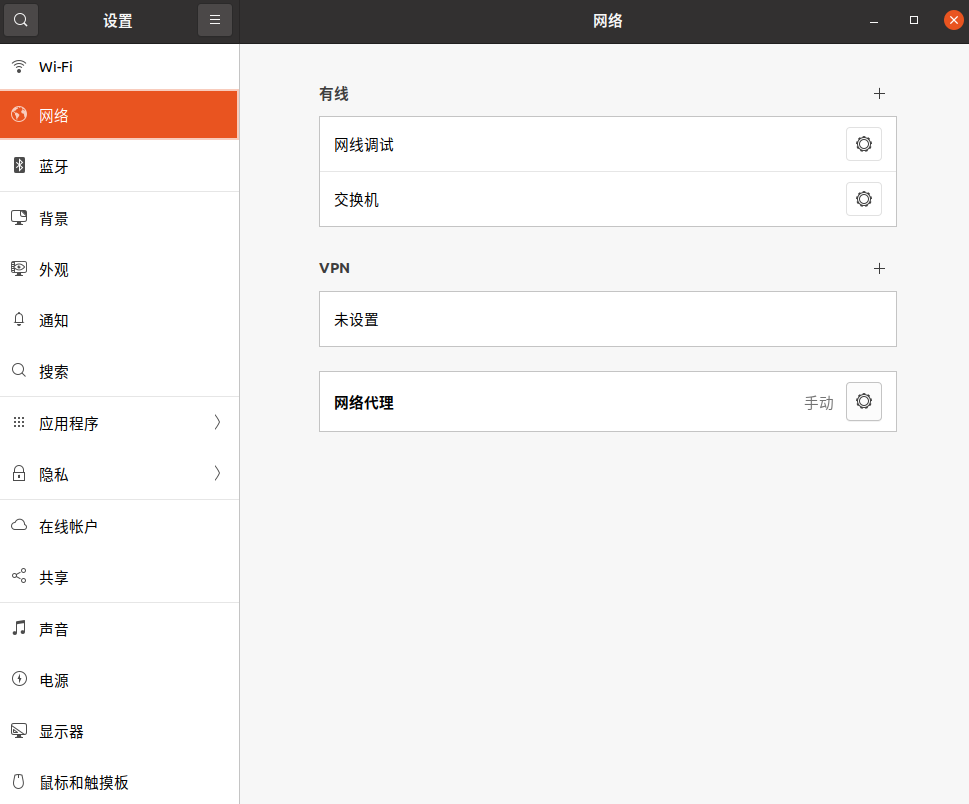 设置
网络
Wi-Fi
网络
蓝牙
背景
外观
通知
搜索
应用程序
隐私
在线帐户
共享
声音
电源
显示器
鼠标和触摸板
有线
网线调试
交换机
VPN
未设置
网络代理 手动